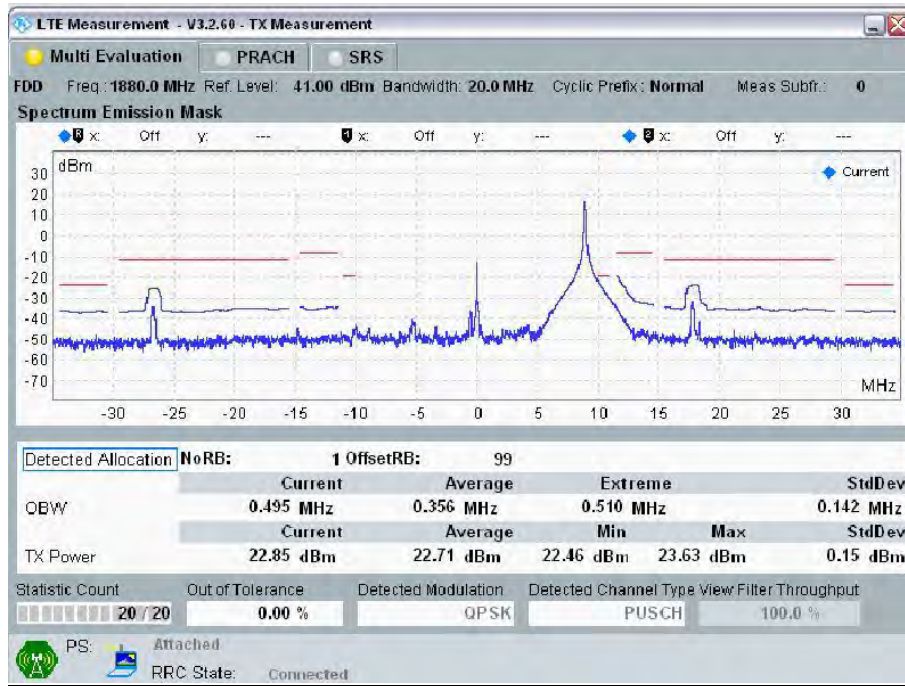 LTE Measurement - V3.2.60 - TX Measurement
Multi Evaluation PRACH SRS
FDD Freq.: 1880.0 MHz Ref. Level: 41.00 dBm Bandwidth: 20.0 MHz Cyclic Prefix: Normal Meas Subfr.: 0
Spectrum Emission Mask
R x: Off y: --- 1 x: Off y: --- 2 x: Off y: ---
dBm Current
30
20
10
0
-10
-20
-30
-40
-50
-60
-70
MHz
-30 -25 -20 -15 -10 -5 0 5 10 15 20 25 30
Detected Allocation NoRB: 1 OffsetRB: 99
Current Average Extreme StdDev
OBW 0.495 MHz 0.356 MHz 0.510 MHz 0.142 MHz
Current Average Min Max StdDev
TX Power 22.85 dBm 22.71 dBm 22.46 dBm 23.63 dBm 0.15 dBm
Statistic Count Out of Tolerance Detected Modulation Detected Channel Type View Filter Throughput
20 / 20 0.00 % QPSK PUSCH 100.0 %
PS: Attached
RRC State: Connected